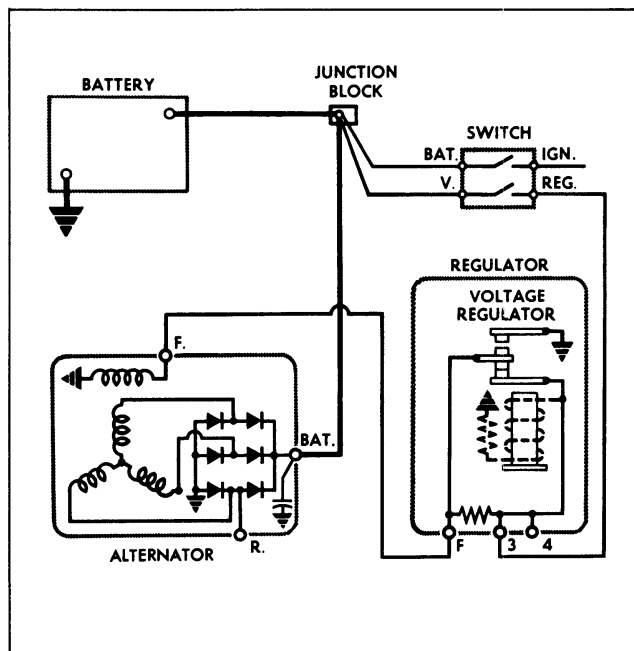 BATTERY
JUNCTION
BLOCK
SWITCH
BAT. IGN.
V. REG.
REGULATOR
VOLTAGE
REGULATOR
F.
BAT.
R.
ALTERNATOR
F 3 4